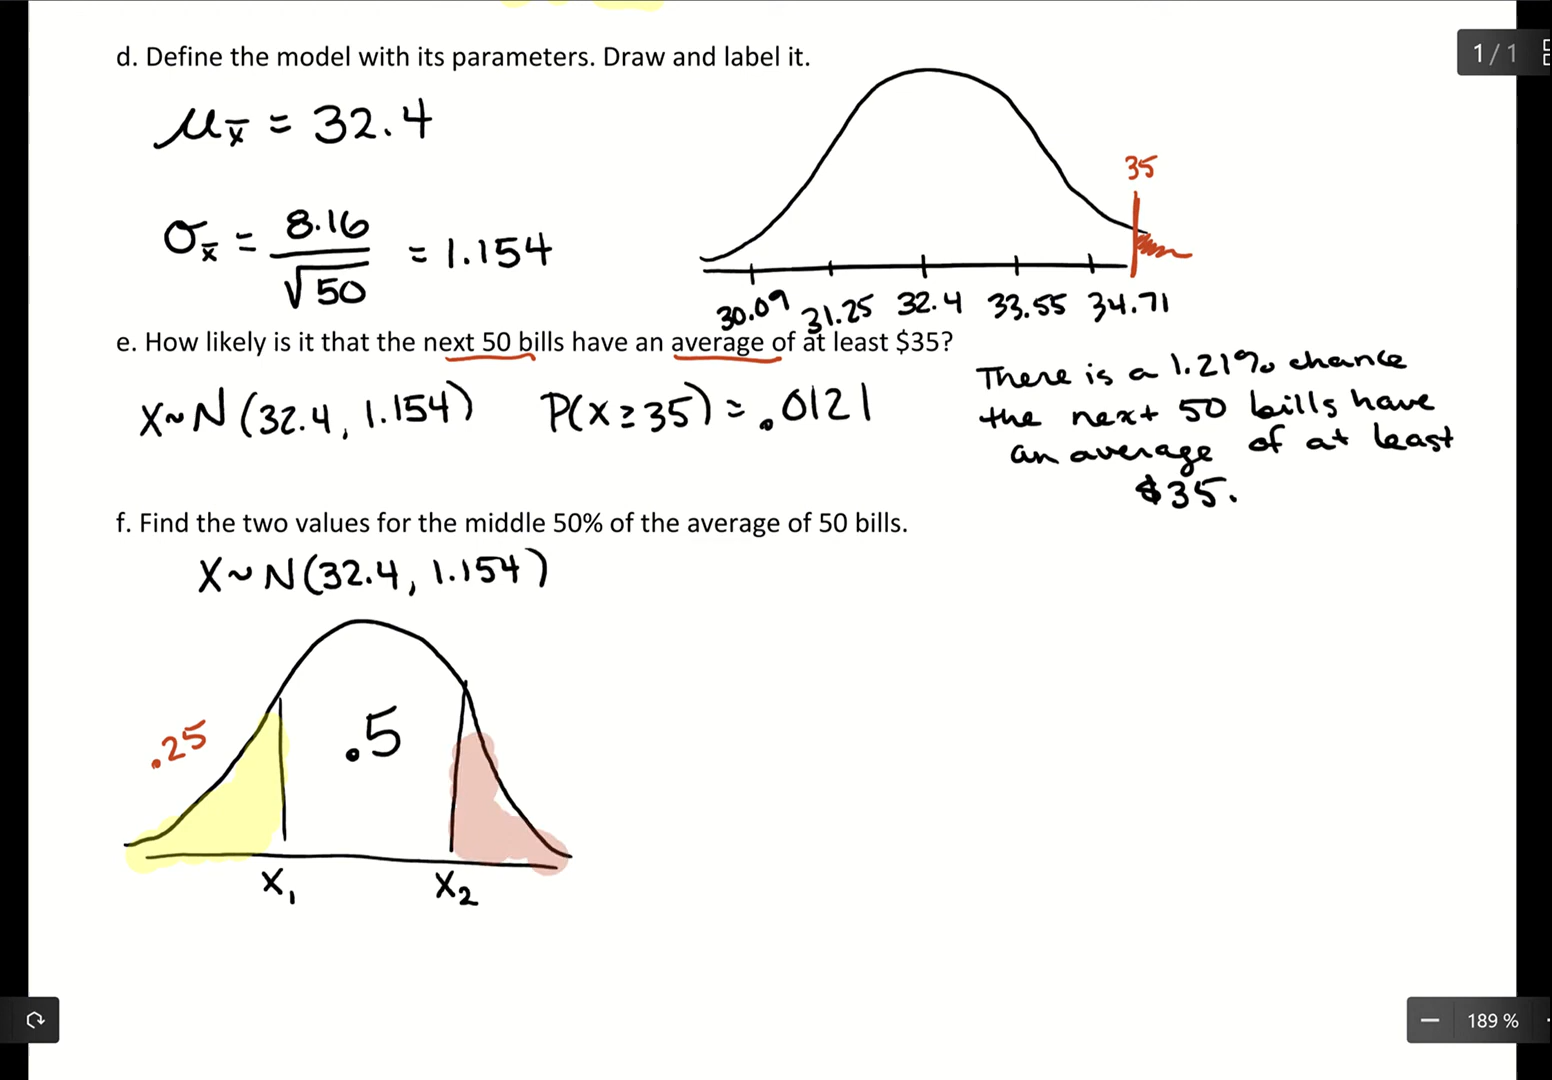 d. Define the model with its parameters. Draw and label it.
1 / 1
μx̄ = 32.4
35
σx̄ = 8.16 / √50 = 1.154
30.09 31.25 32.4 33.55 34.71
e. How likely is it that the next 50 bills have an average of at least $35?
X~N(32.4, 1.154) P(X≥35) = .0121
There is a 1.21% chance
the next 50 bills have
an average of at least
$35.
f. Find the two values for the middle 50% of the average of 50 bills.
X~N(32.4, 1.154)
.25
.5
X₁
X₂
189 %